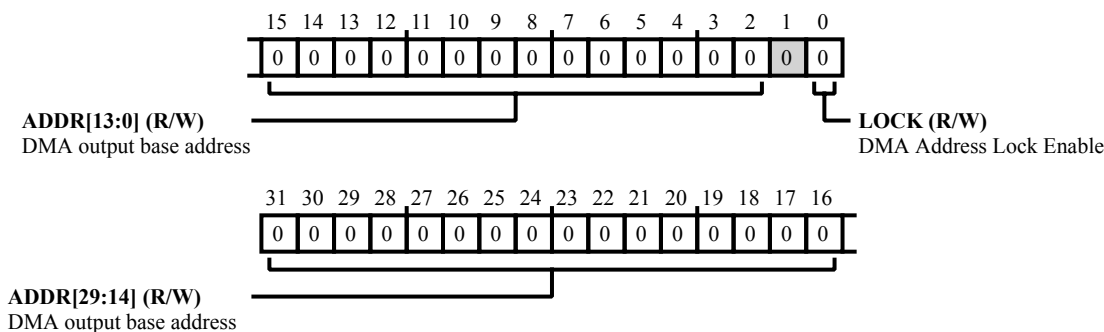 15 14 13 12 11 10 9 8 7 6 5 4 3 2 1 0
0 0 0 0 0 0 0 0 0 0 0 0 0 0 0 0
ADDR[13:0] (R/W)
DMA output base address
LOCK (R/W)
DMA Address Lock Enable
31 30 29 28 27 26 25 24 23 22 21 20 19 18 17 16
0 0 0 0 0 0 0 0 0 0 0 0 0 0 0 0
ADDR[29:14] (R/W)
DMA output base address